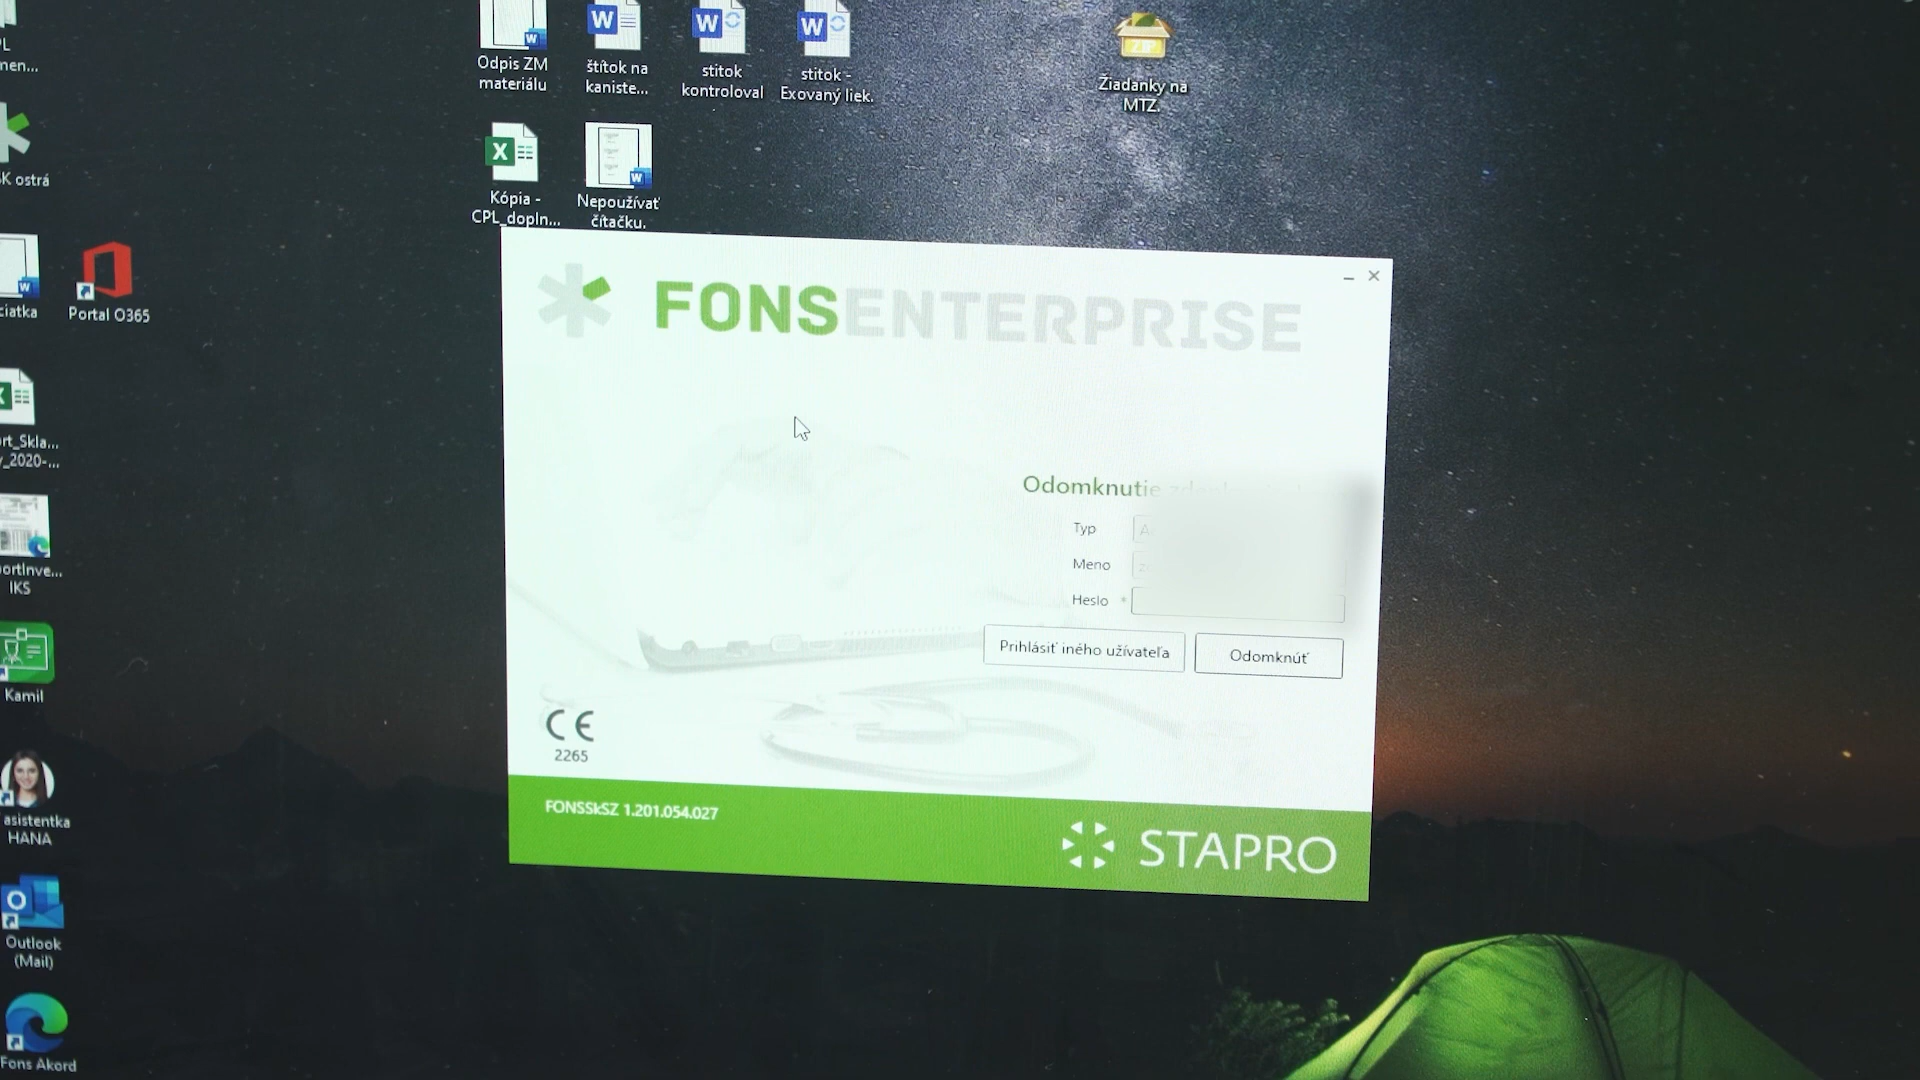 Odpis ZM
materiálu
štítok na
kaniste...
stitok
kontroloval
stitok -
Exovaný liek.
Žiadanky na
MTZ.
Kópia -
CPL_dopln...
Nepoužívať
čítačku.
ostrá
Portal O365
Kamil
asistentka
HANA
Outlook
(Mail)
Fons Akord
IKS
FONSENTERPRISE
Odomknutie
Typ
Meno
Heslo *
Prihlásiť iného užívateľa
Odomknúť
CE
2265
FONSSkSZ 1.201.054.027
STAPRO